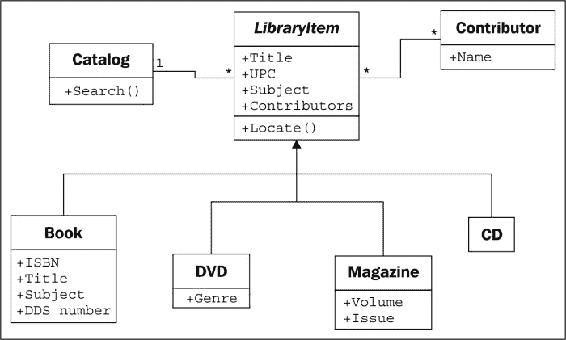 Catalog
+Search()
1
*
LibraryItem
+Title
+UPC
+Subject
+Contributors
+Locate()
*
*
Contributor
+Name
Book
+ISBN
+Title
+Subject
+DDS number
DVD
+Genre
Magazine
+Volume
+Issue
CD